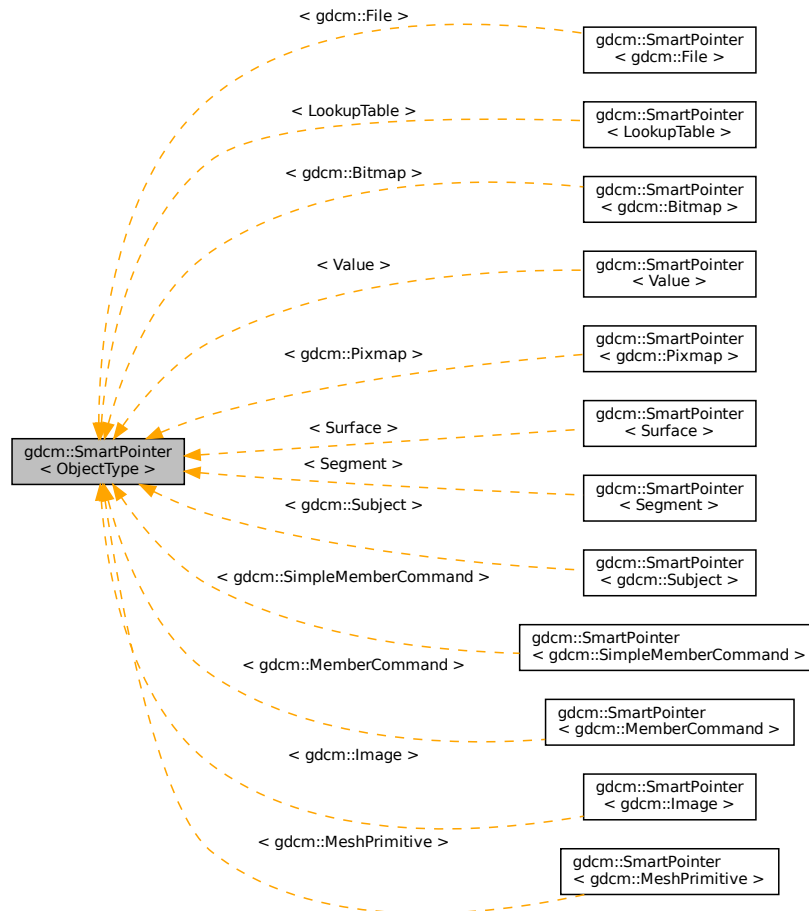 < gdcm::File >
gdcm::SmartPointer
< gdcm::File >
< LookupTable >
gdcm::SmartPointer
< LookupTable >
< gdcm::Bitmap >
gdcm::SmartPointer
< gdcm::Bitmap >
< Value >
gdcm::SmartPointer
< Value >
< gdcm::Pixmap >
gdcm::SmartPointer
< gdcm::Pixmap >
gdcm::SmartPointer
< ObjectType >
< Surface >
gdcm::SmartPointer
< Surface >
< Segment >
gdcm::SmartPointer
< Segment >
< gdcm::Subject >
gdcm::SmartPointer
< gdcm::Subject >
< gdcm::SimpleMemberCommand >
gdcm::SmartPointer
< gdcm::SimpleMemberCommand >
< gdcm::MemberCommand >
gdcm::SmartPointer
< gdcm::MemberCommand >
< gdcm::Image >
gdcm::SmartPointer
< gdcm::Image >
< gdcm::MeshPrimitive >
gdcm::SmartPointer
< gdcm::MeshPrimitive >